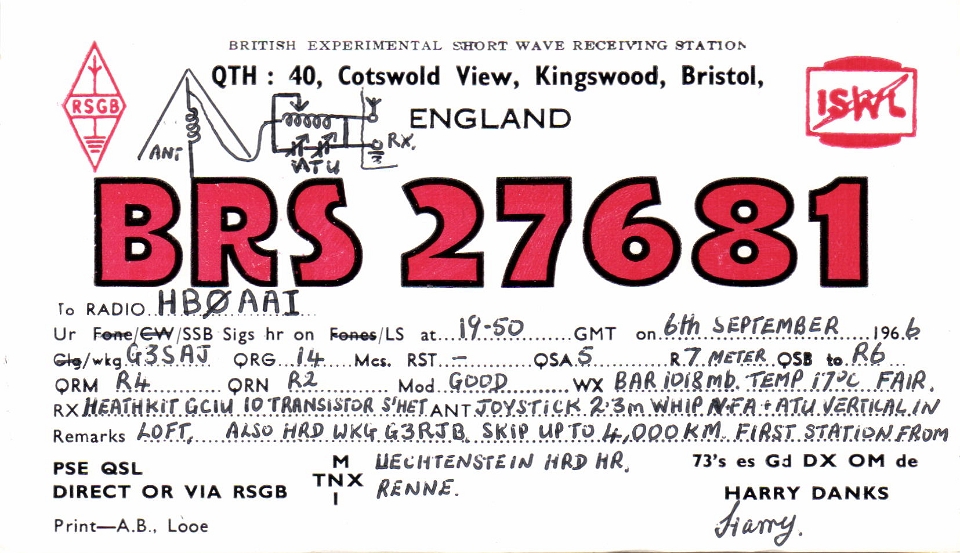 BRITISH EXPERIMENTAL SHORT WAVE RECEIVING STATION
RSGB
QTH : 40, Cotswold View, Kingswood, Bristol,
ENGLAND
ISWL
ANT
ATU
RX.
BRS 27681
To RADIO HBØAAI
Ur Fone/CW/SSB Sigs hr on Fones/LS at 19-50 GMT on 6th SEPTEMBER 1966
Clg/wkg G3SAJ QRG 14 Mcs. RST - QSA 5 R.7 METER QSB to R6
QRM R4 QRN R2 Mod GOOD WX BAR 1018mb. TEMP 17°C FAIR.
RX HEATHKIT GC1U 10 TRANSISTOR S'HET ANT JOYSTICK 2.3m WHIP N-FA + ATU VERTICAL IN
Remarks LOFT, ALSO HRD WKG G3RJB. SKIP UP TO 4,000 KM. FIRST STATION FROM
LIECHTENSTEIN HRD HR.
RENNE.
PSE QSL
DIRECT OR VIA RSGB
M
TNX
I
73's es Gd DX OM de
HARRY DANKS
Harry.
Print—A.B., Looe